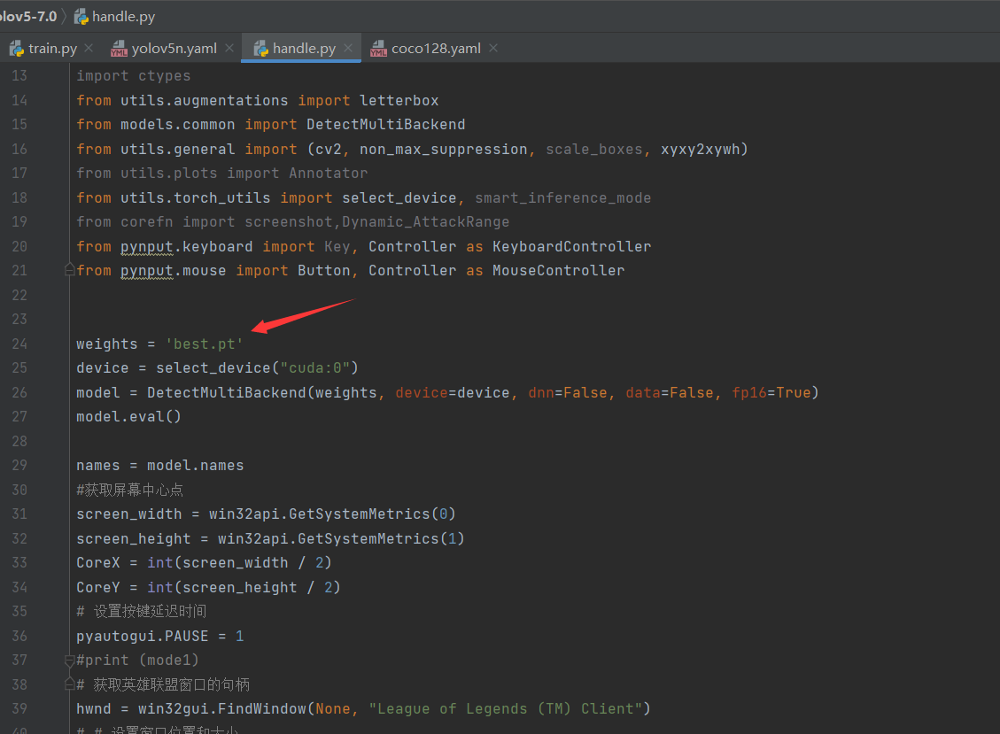 olov5-7.0 handle.py
train.py yolov5n.yaml handle.py coco128.yaml
13 import ctypes
14 from utils.augmentations import letterbox
15 from models.common import DetectMultiBackend
16 from utils.general import (cv2, non_max_suppression, scale_boxes, xyxy2xywh)
17 from utils.plots import Annotator
18 from utils.torch_utils import select_device, smart_inference_mode
19 from corefn import screenshot,Dynamic_AttackRange
20 from pynput.keyboard import Key, Controller as KeyboardController
21 from pynput.mouse import Button, Controller as MouseController
22
23
24 weights = 'best.pt'
25 device = select_device("cuda:0")
26 model = DetectMultiBackend(weights, device=device, dnn=False, data=False, fp16=True)
27 model.eval()
28
29 names = model.names
30 #获取屏幕中心点
31 screen_width = win32api.GetSystemMetrics(0)
32 screen_height = win32api.GetSystemMetrics(1)
33 CoreX = int(screen_width / 2)
34 CoreY = int(screen_height / 2)
35 # 设置按键延迟时间
36 pyautogui.PAUSE = 1
37 #print (mode1)
38 # 获取英雄联盟窗口的句柄
39 hwnd = win32gui.FindWindow(None, "League of Legends (TM) Client")
40 # # 设置窗口位置和大小